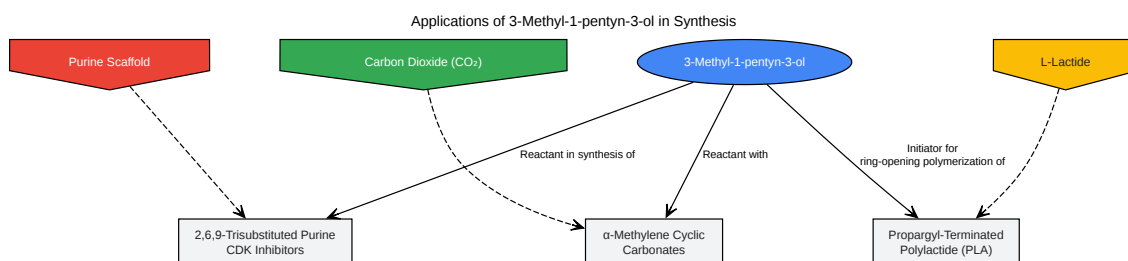 Applications of 3-Methyl-1-pentyn-3-ol in Synthesis
Purine Scaffold
Carbon Dioxide (CO₂)
3-Methyl-1-pentyn-3-ol
L-Lactide
Reactant in synthesis of
Reactant with
Initiator for
ring-opening polymerization of
2,6,9-Trisubstituted Purine
CDK Inhibitors
α-Methylene Cyclic
Carbonates
Propargyl-Terminated
Polylactide (PLA)